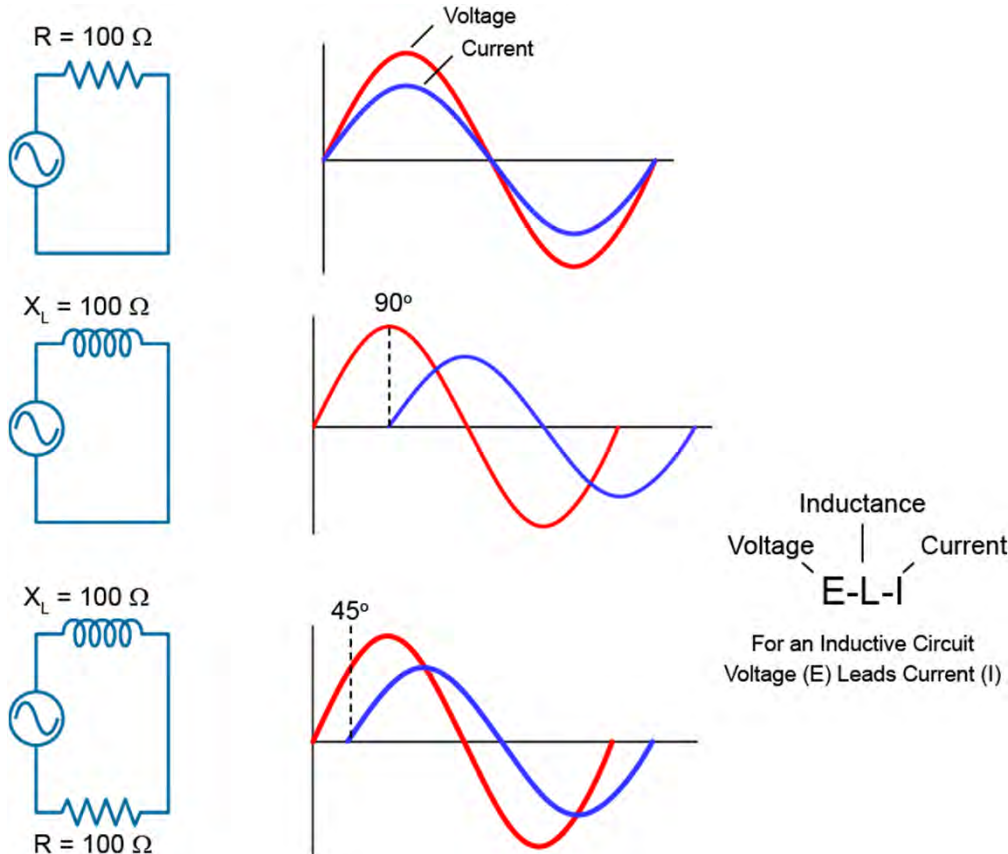 R = 100 Ω
Voltage
Current
X_L = 100 Ω
90°
Inductance
Voltage
Current
E-L-I
For an Inductive Circuit
Voltage (E) Leads Current (I)
X_L = 100 Ω
45°
R = 100 Ω